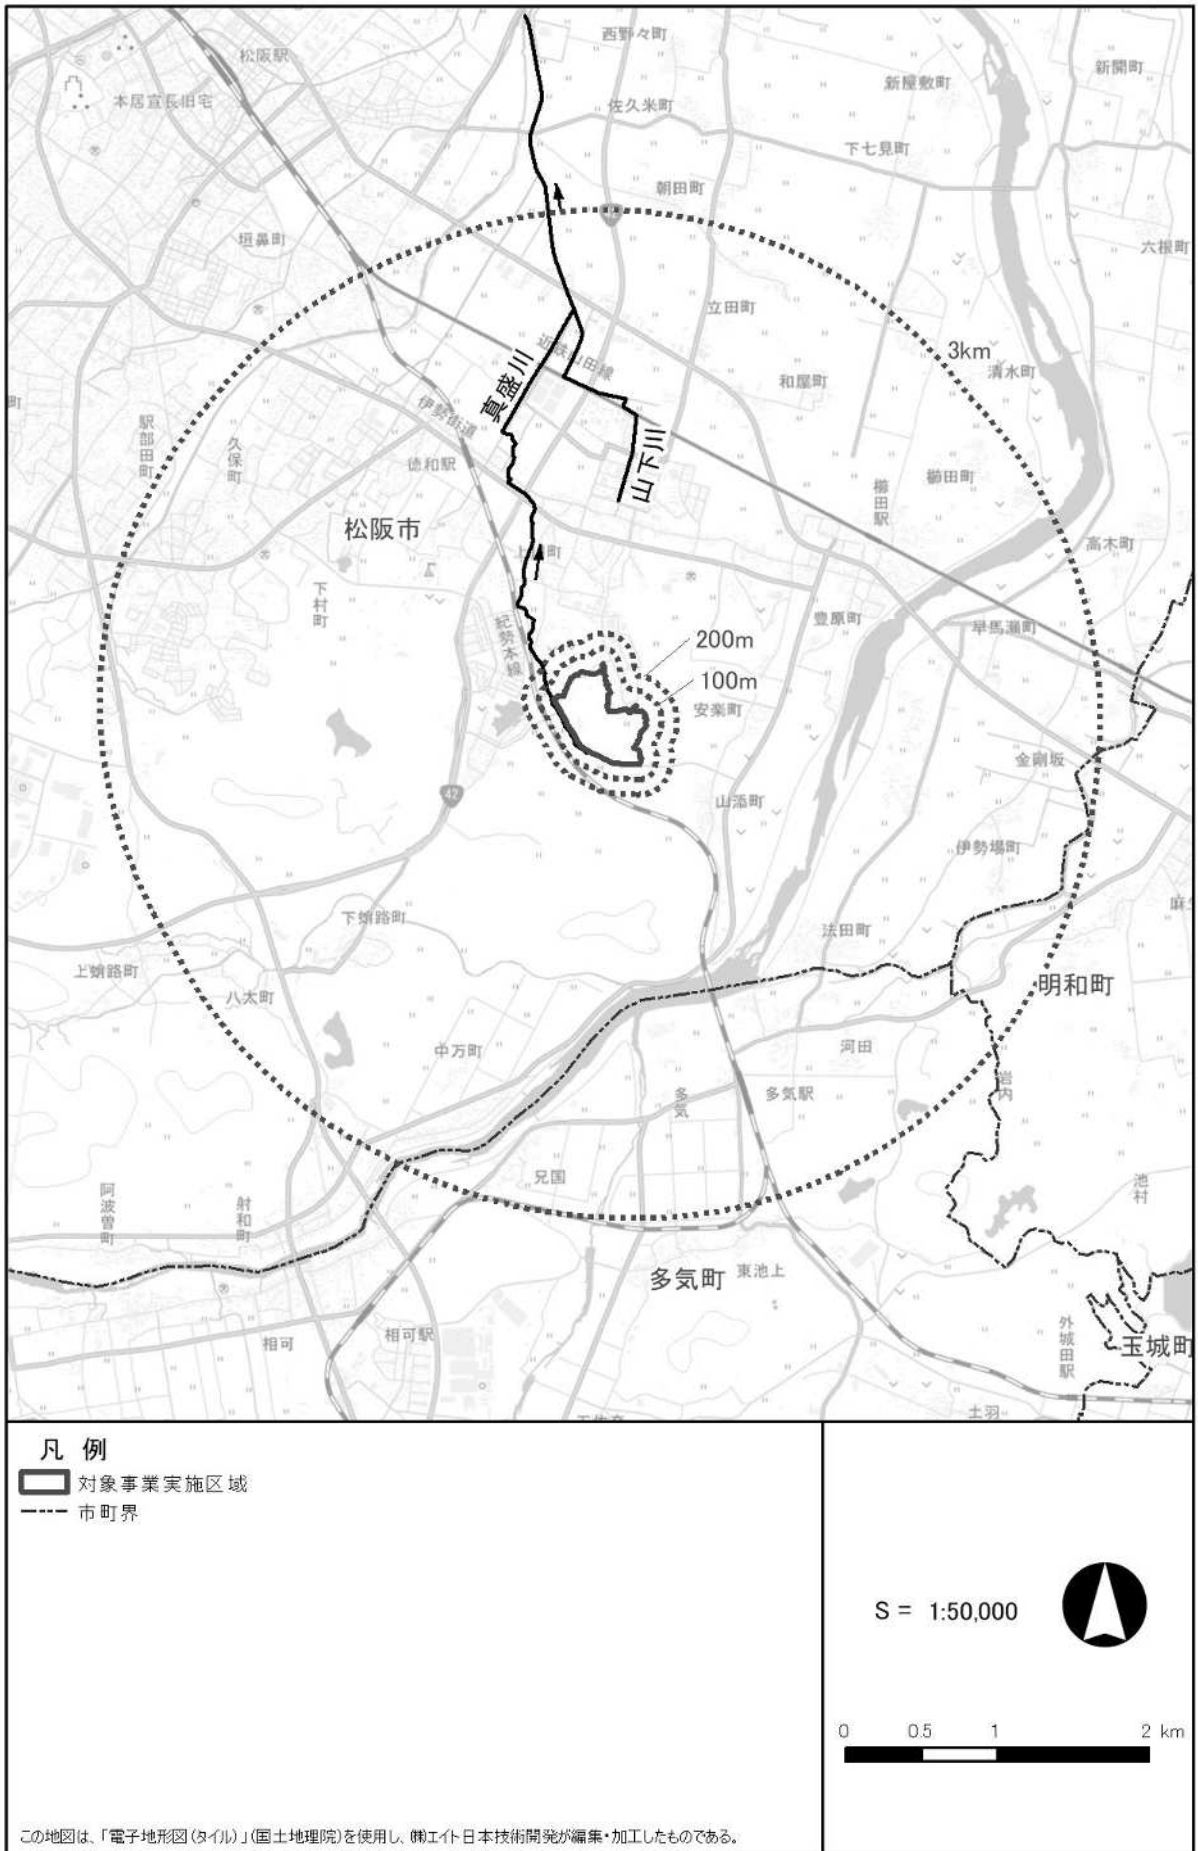 西野々町
松阪駅
新開町
新屋敷町
本居宣長旧宅
佐久米町
下七見町
朝田町
垣鼻町
六根町
立田町
3km
近鉄山田線
清水町
真盛川
和屋町
伊勢街道
駅部田町
久保町
徳和駅
山下川
櫛田町
櫛田駅
松阪市
高木町
下村町
豊原町
早馬瀬町
紀勢本線
200m
100m
安楽町
金剛坂
42
山添町
伊勢場町
下蛸路町
法田町
上蛸路町
明和町
八太町
中万町
河田
岩内
多気
多気駅
兄国
池村
阿波曽町
射和町
多気町
東池上
外城田駅
相可
相可駅
玉城町
土羽
凡 例
対象事業実施区域
市町界
S = 1:50,000
0 0.5 1 2 km
この地図は、「電子地形図(タイル)」(国土地理院)を使用し、㈱エイト日本技術開発が編集・加工したものである。